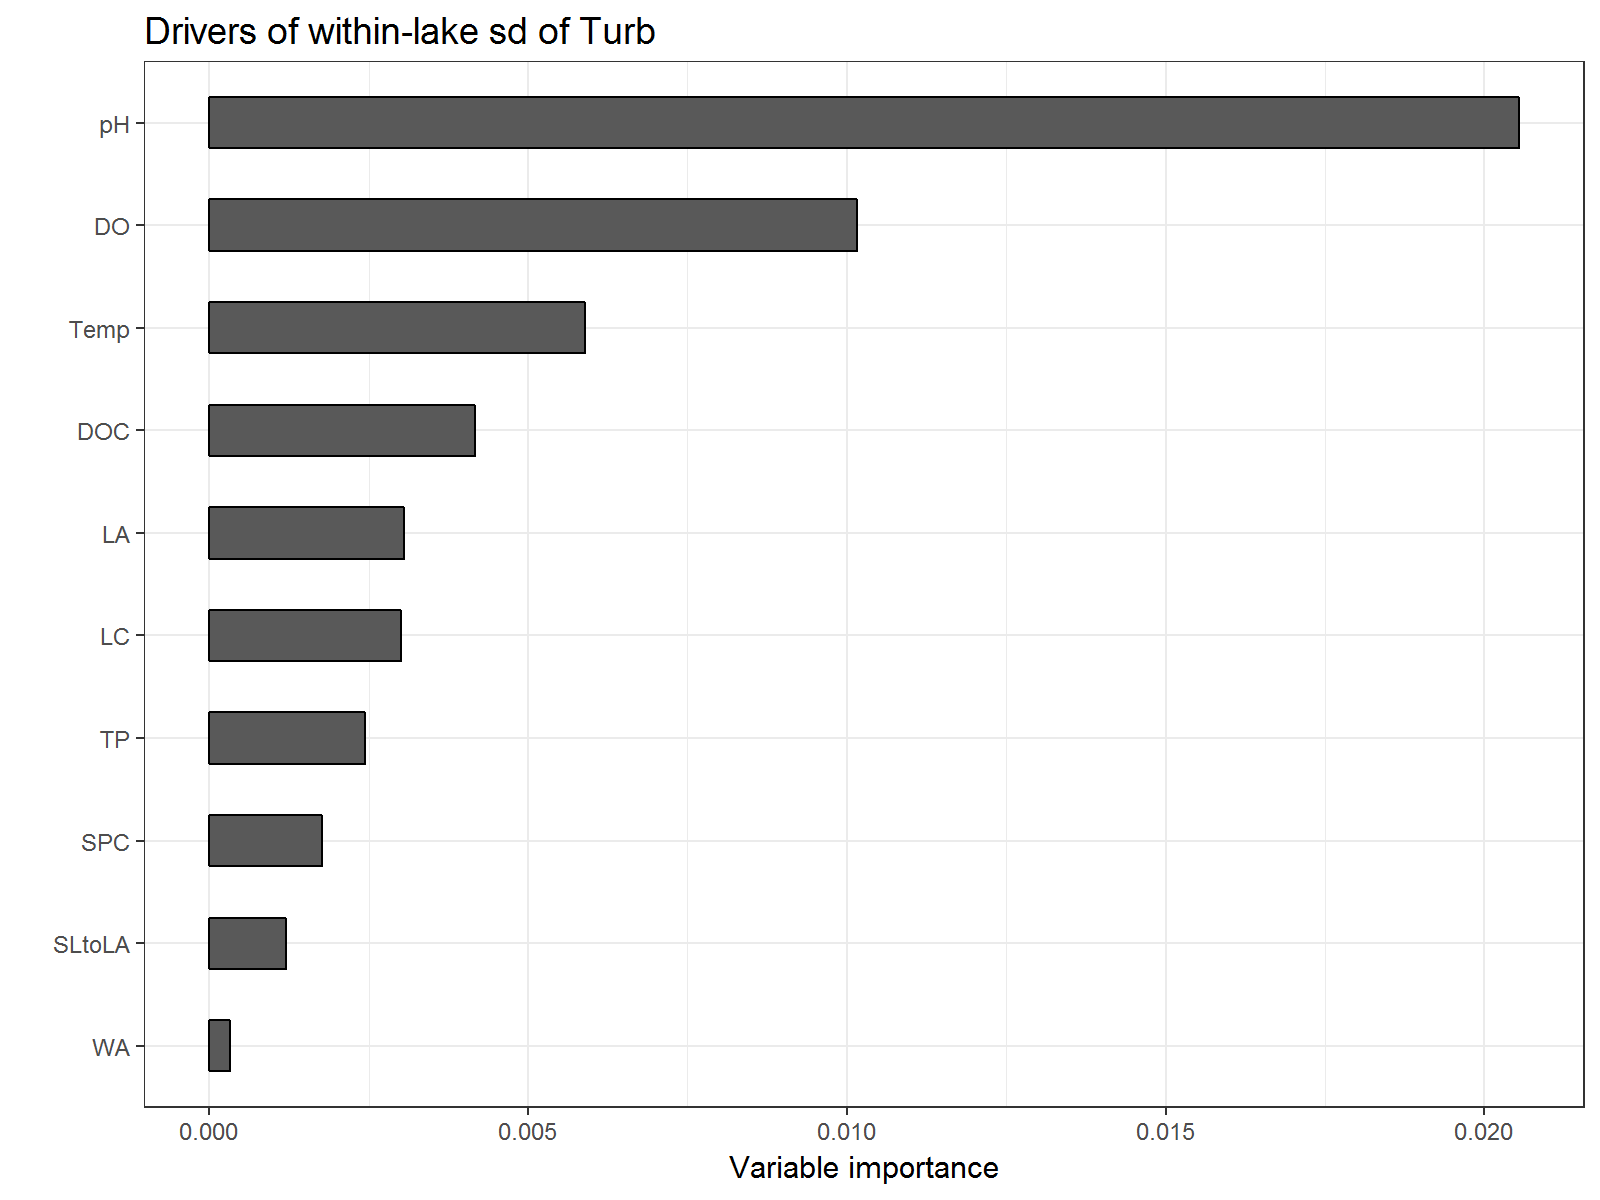 Drivers of within-lake sd of Turb
pH
DO
Temp
DOC
LA
LC
TP
SPC
SLtoLA
WA
0.000 0.005 0.010 0.015 0.020
Variable importance